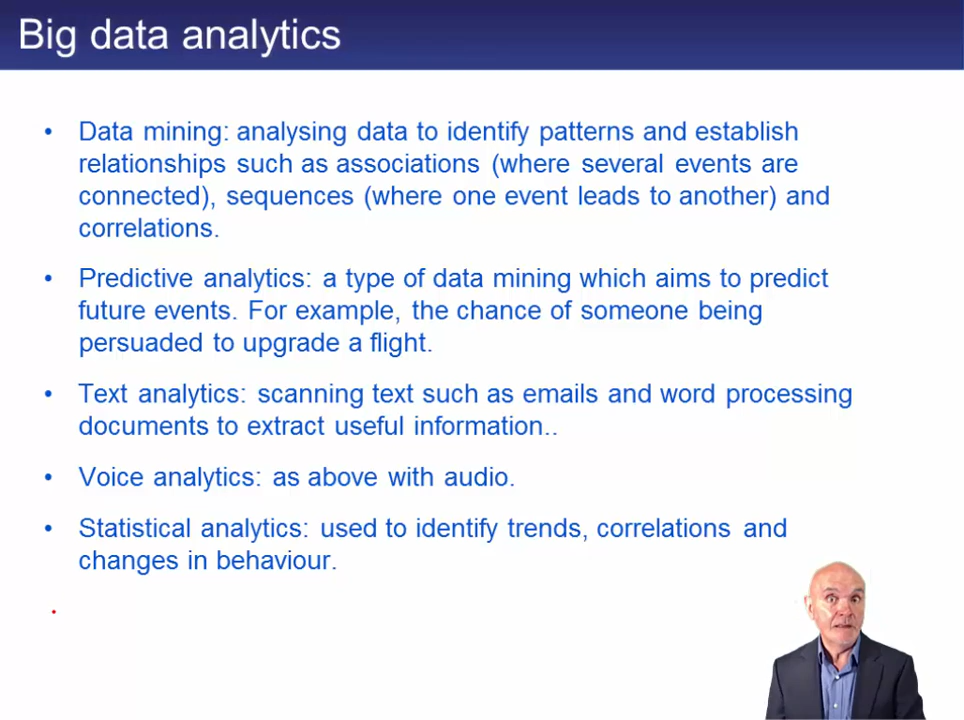 Big data analytics
• Data mining: analysing data to identify patterns and establish
relationships such as associations (where several events are
connected), sequences (where one event leads to another) and
correlations.
• Predictive analytics: a type of data mining which aims to predict
future events. For example, the chance of someone being
persuaded to upgrade a flight.
• Text analytics: scanning text such as emails and word processing
documents to extract useful information..
• Voice analytics: as above with audio.
• Statistical analytics: used to identify trends, correlations and
changes in behaviour.